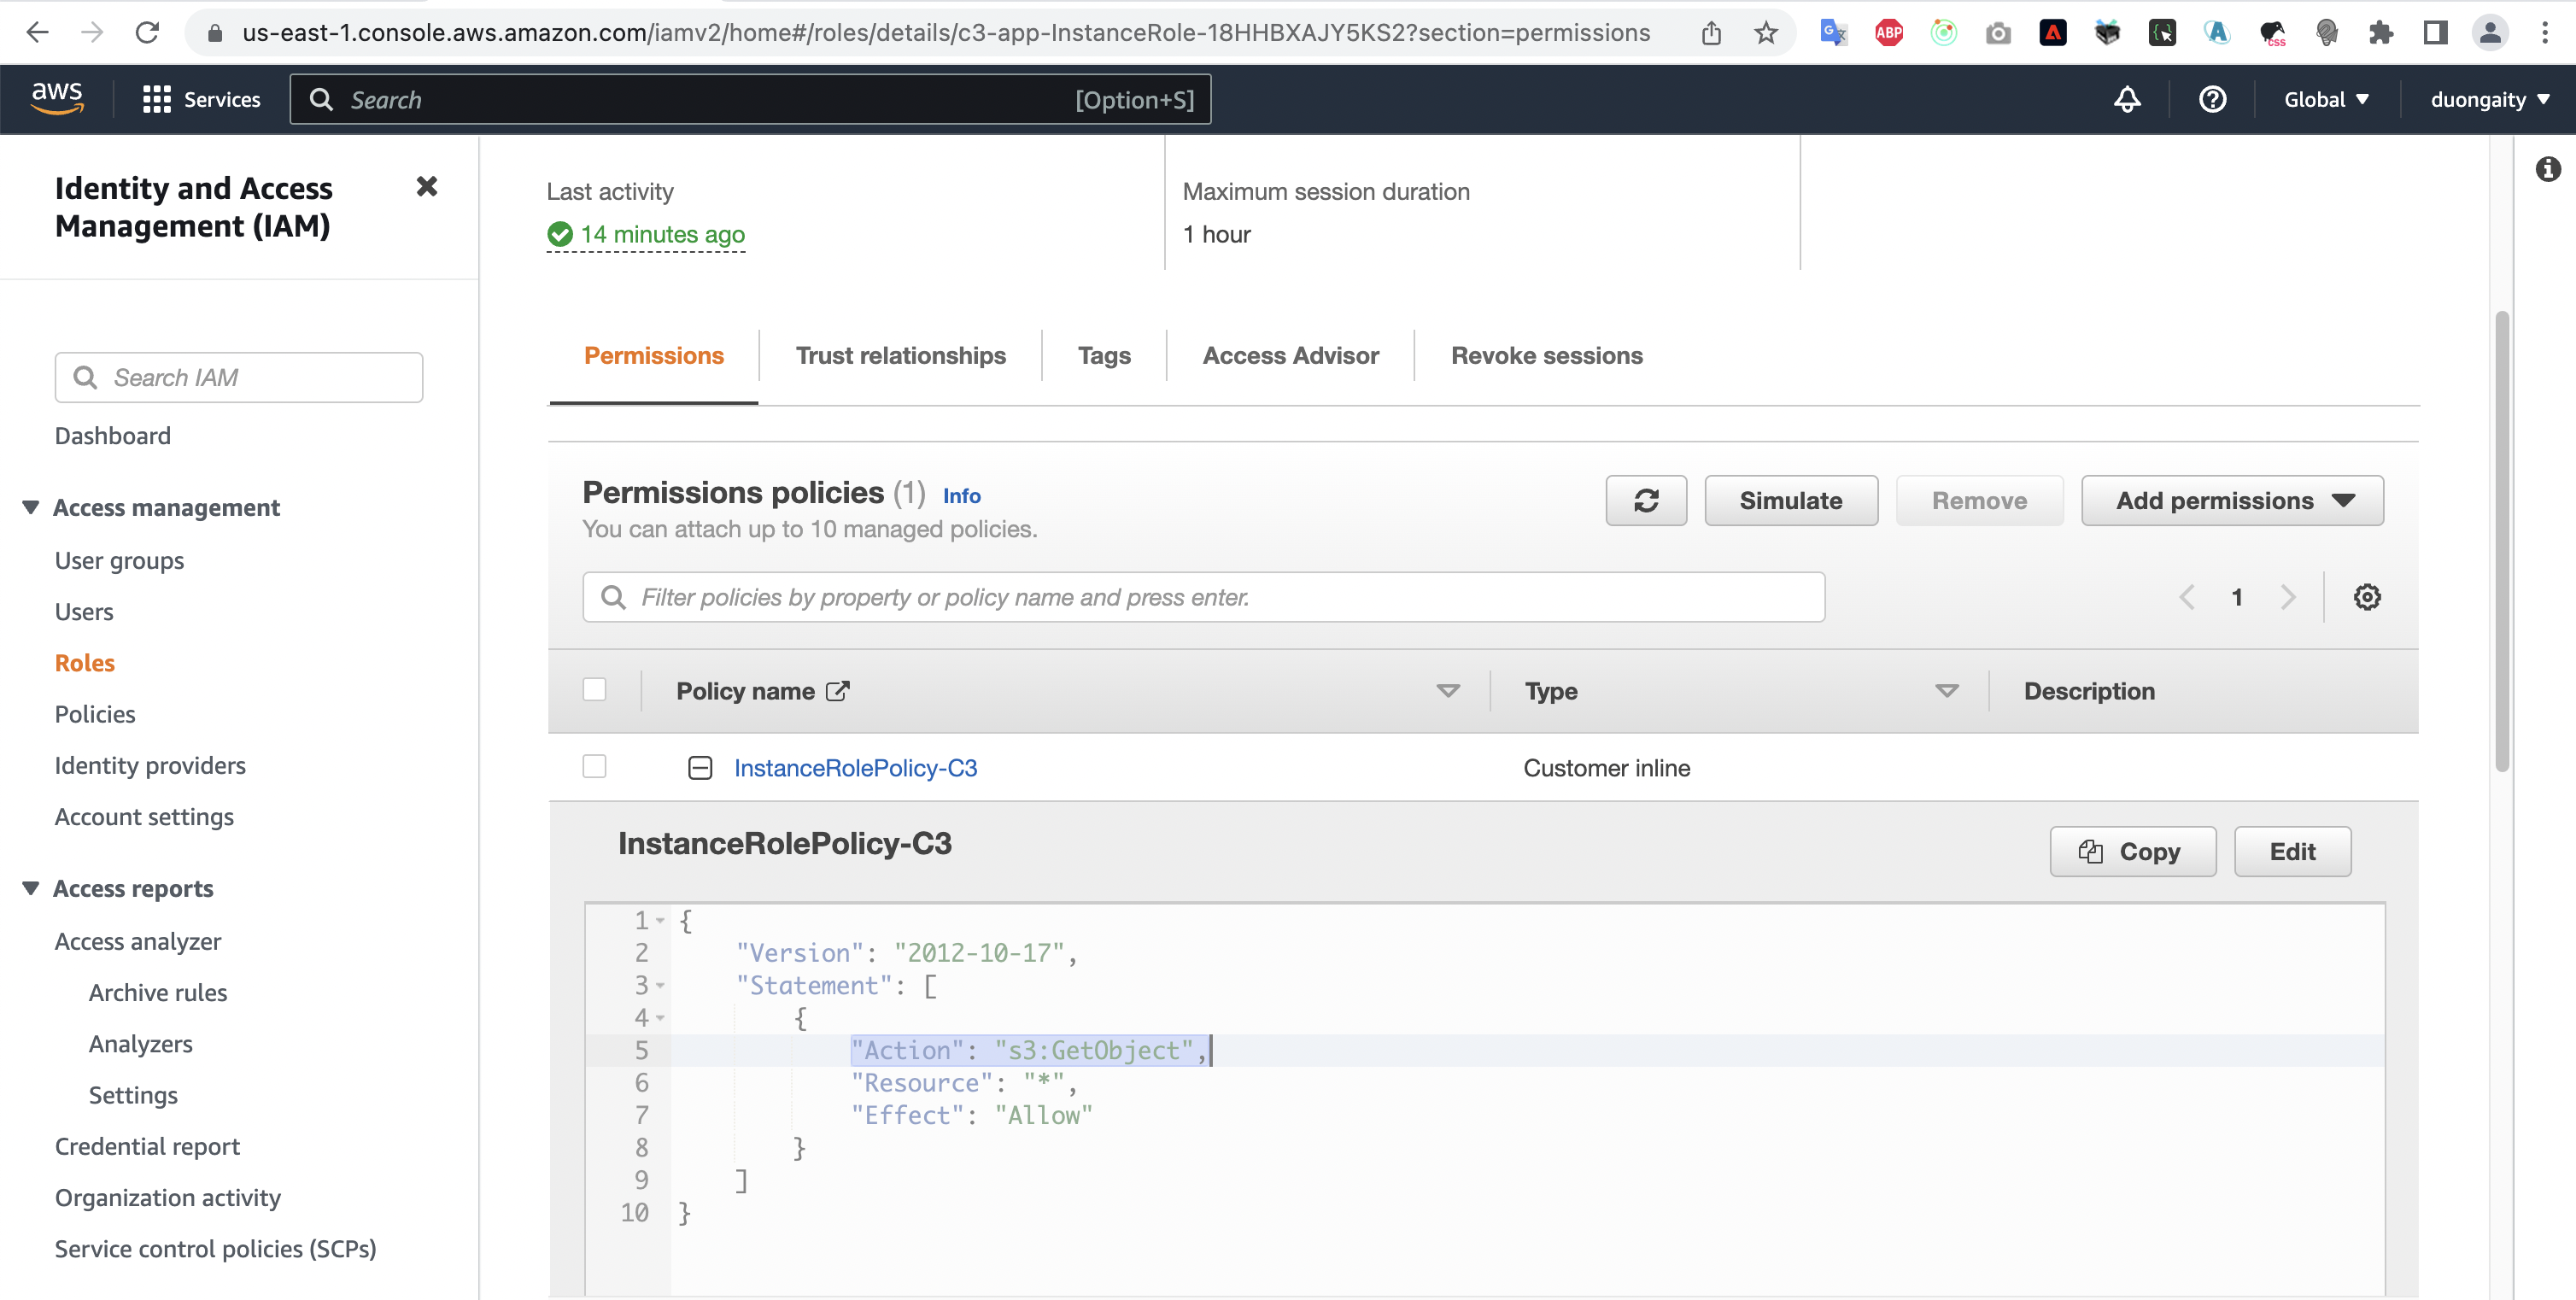 us-east-1.console.aws.amazon.com/iamv2/home#/roles/details/c3-app-InstanceRole-18HHBXAJY5KS2?section=permissions
ABP
css
aws
Services
Search
[Option+S]
Global
duongaity
Identity and Access
Management (IAM)
Search IAM
Dashboard
Access management
User groups
Users
Roles
Policies
Identity providers
Account settings
Access reports
Access analyzer
Archive rules
Analyzers
Settings
Credential report
Organization activity
Service control policies (SCPs)
Last activity
14 minutes ago
Maximum session duration
1 hour
Permissions
Trust relationships
Tags
Access Advisor
Revoke sessions
Permissions policies (1) Info
You can attach up to 10 managed policies.
Simulate
Remove
Add permissions
Filter policies by property or policy name and press enter.
1
Policy name
Type
Description
InstanceRolePolicy-C3
Customer inline
InstanceRolePolicy-C3
Copy
Edit
1 {
2 "Version": "2012-10-17",
3 "Statement": [
4 {
5 "Action": "s3:GetObject",
6 "Resource": "*",
7 "Effect": "Allow"
8 }
9 ]
10 }